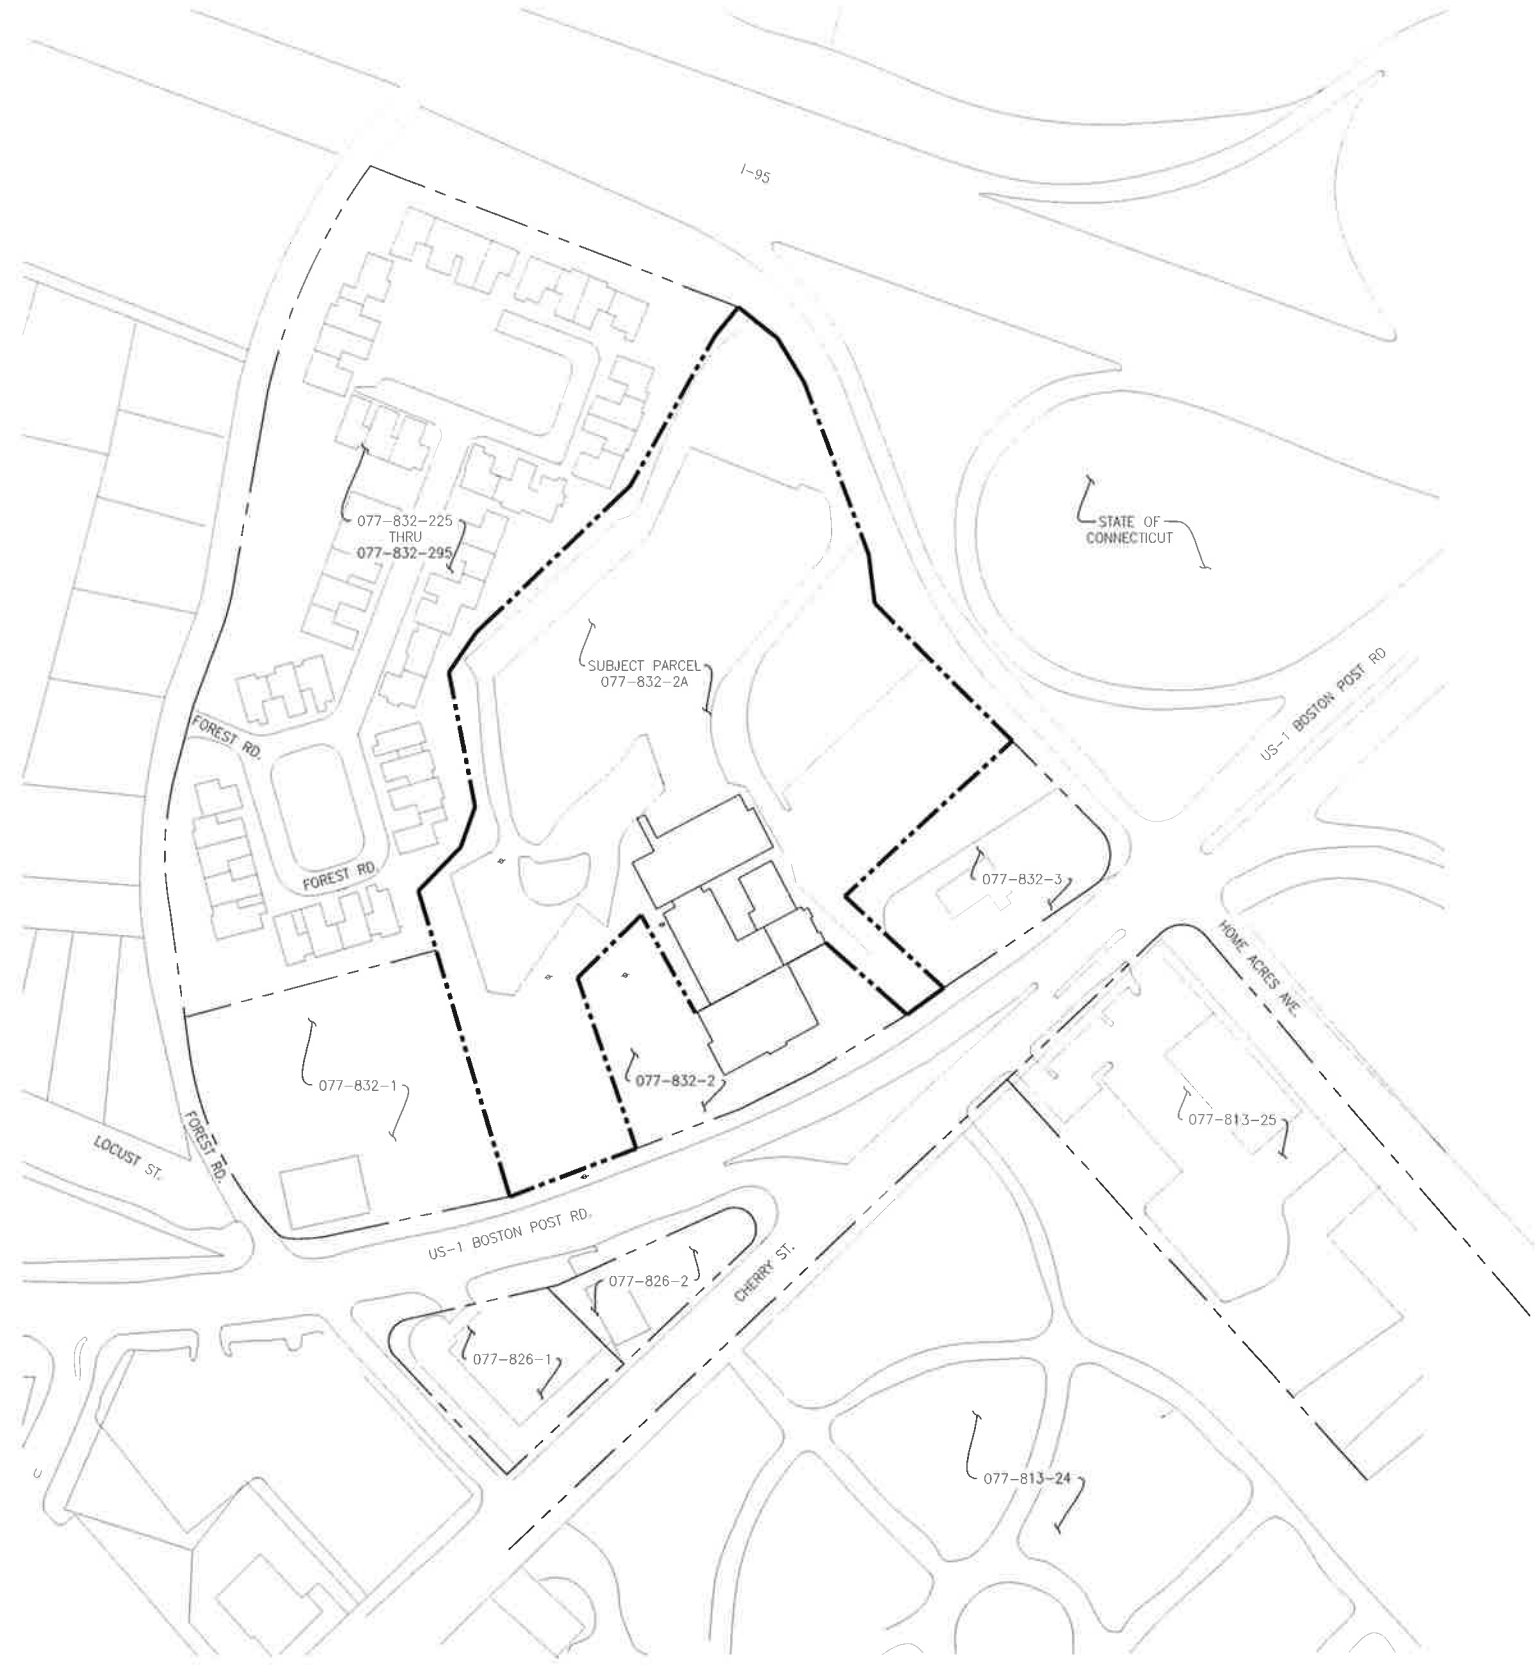 I-95
077-832-225
THRU
077-832-295
STATE OF
CONNECTICUT
SUBJECT PARCEL
077-832-2A
US-1 BOSTON POST RD
FOREST RD.
FOREST RD.
077-832-3
HOME ACRES AVE.
077-832-1
077-832-2
077-813-25
LOCUST ST.
FOREST RD.
US-1 BOSTON POST RD.
CHERRY ST.
077-826-2
077-826-1
077-813-24